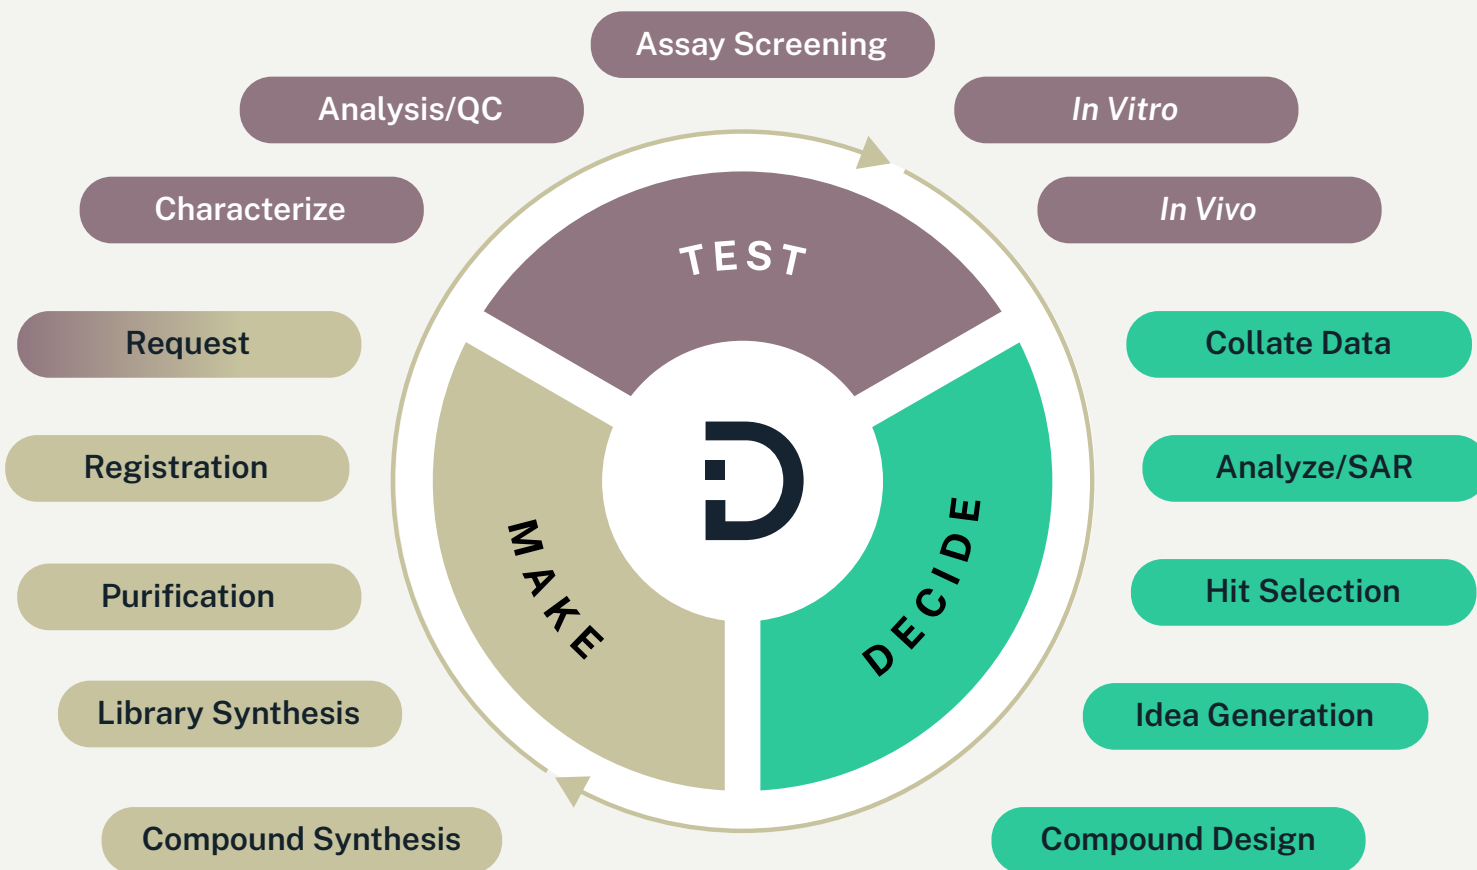 Assay Screening
Analysis/QC
In Vitro
Characterize
In Vivo
TEST
Request
Collate Data
Registration
Analyze/SAR
MAKE
DECIDE
Purification
Hit Selection
Library Synthesis
Idea Generation
Compound Synthesis
Compound Design